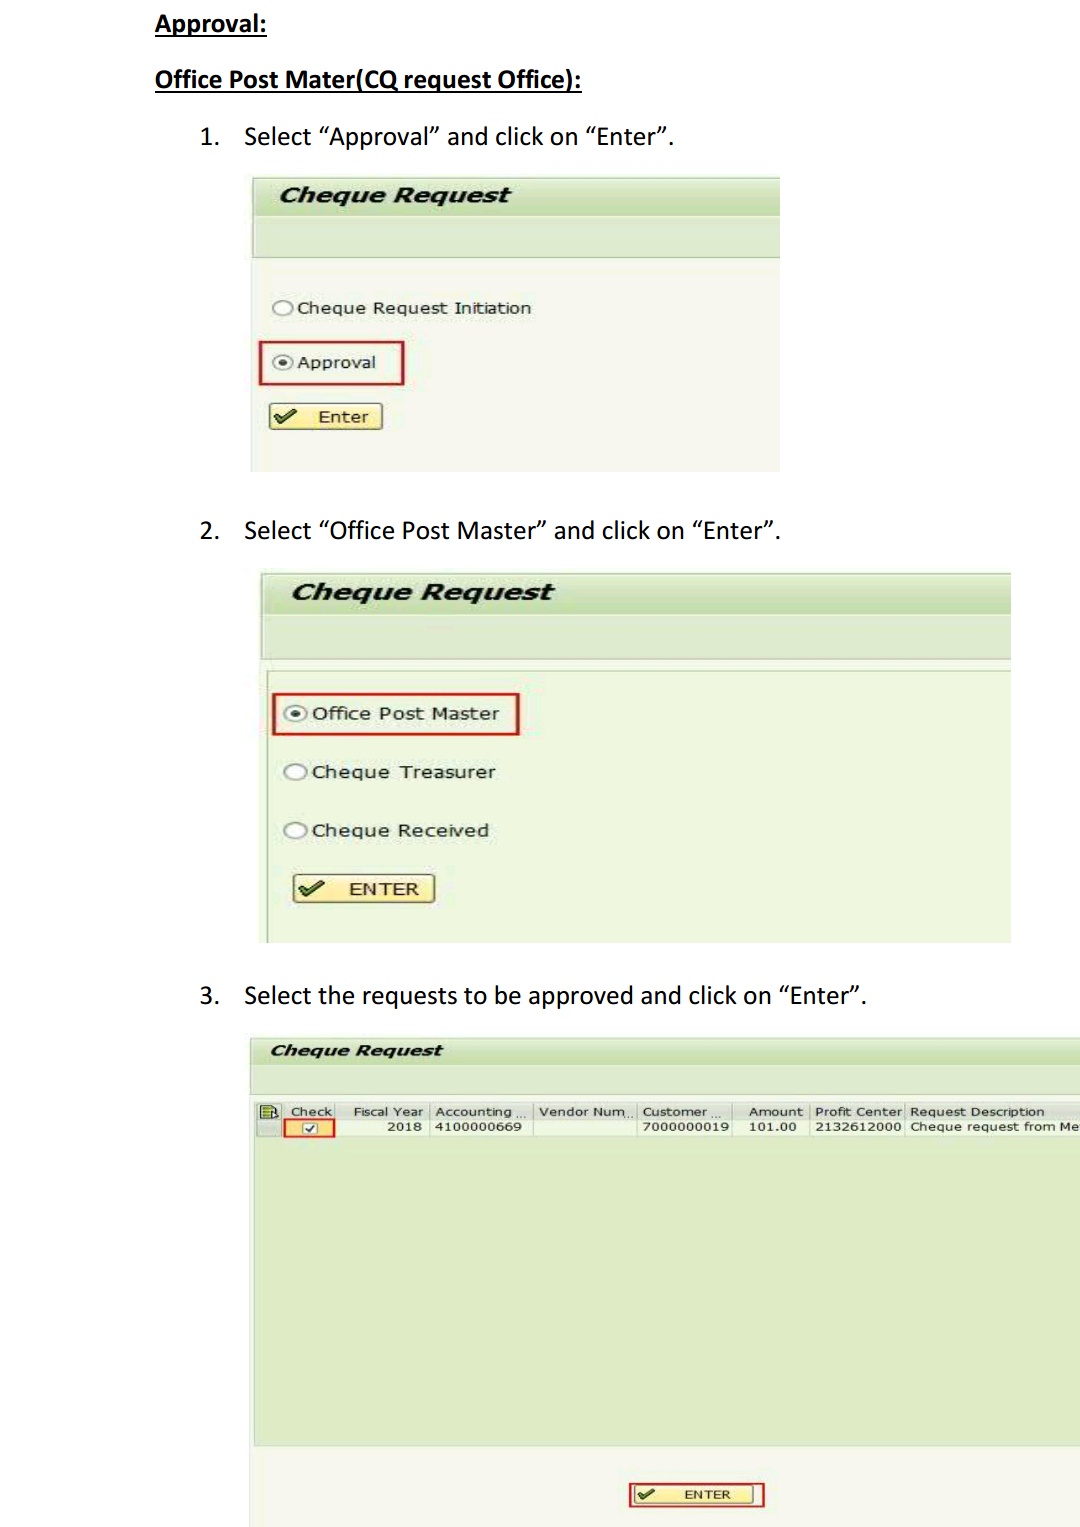 Approval:
Office Post Mater(CQ request Office):
1. Select “Approval” and click on “Enter”.
Cheque Request
Cheque Request Initiation
Approval
Enter
2. Select “Office Post Master” and click on “Enter”.
Cheque Request
Office Post Master
Cheque Treasurer
Cheque Received
ENTER
3. Select the requests to be approved and click on “Enter”.
Cheque Request
Check Fiscal Year Accounting ... Vendor Num.. Customer ... Amount Profit Center Request Description
2018 4100000669 7000000019 101.00 2132612000 Cheque request from Me
ENTER